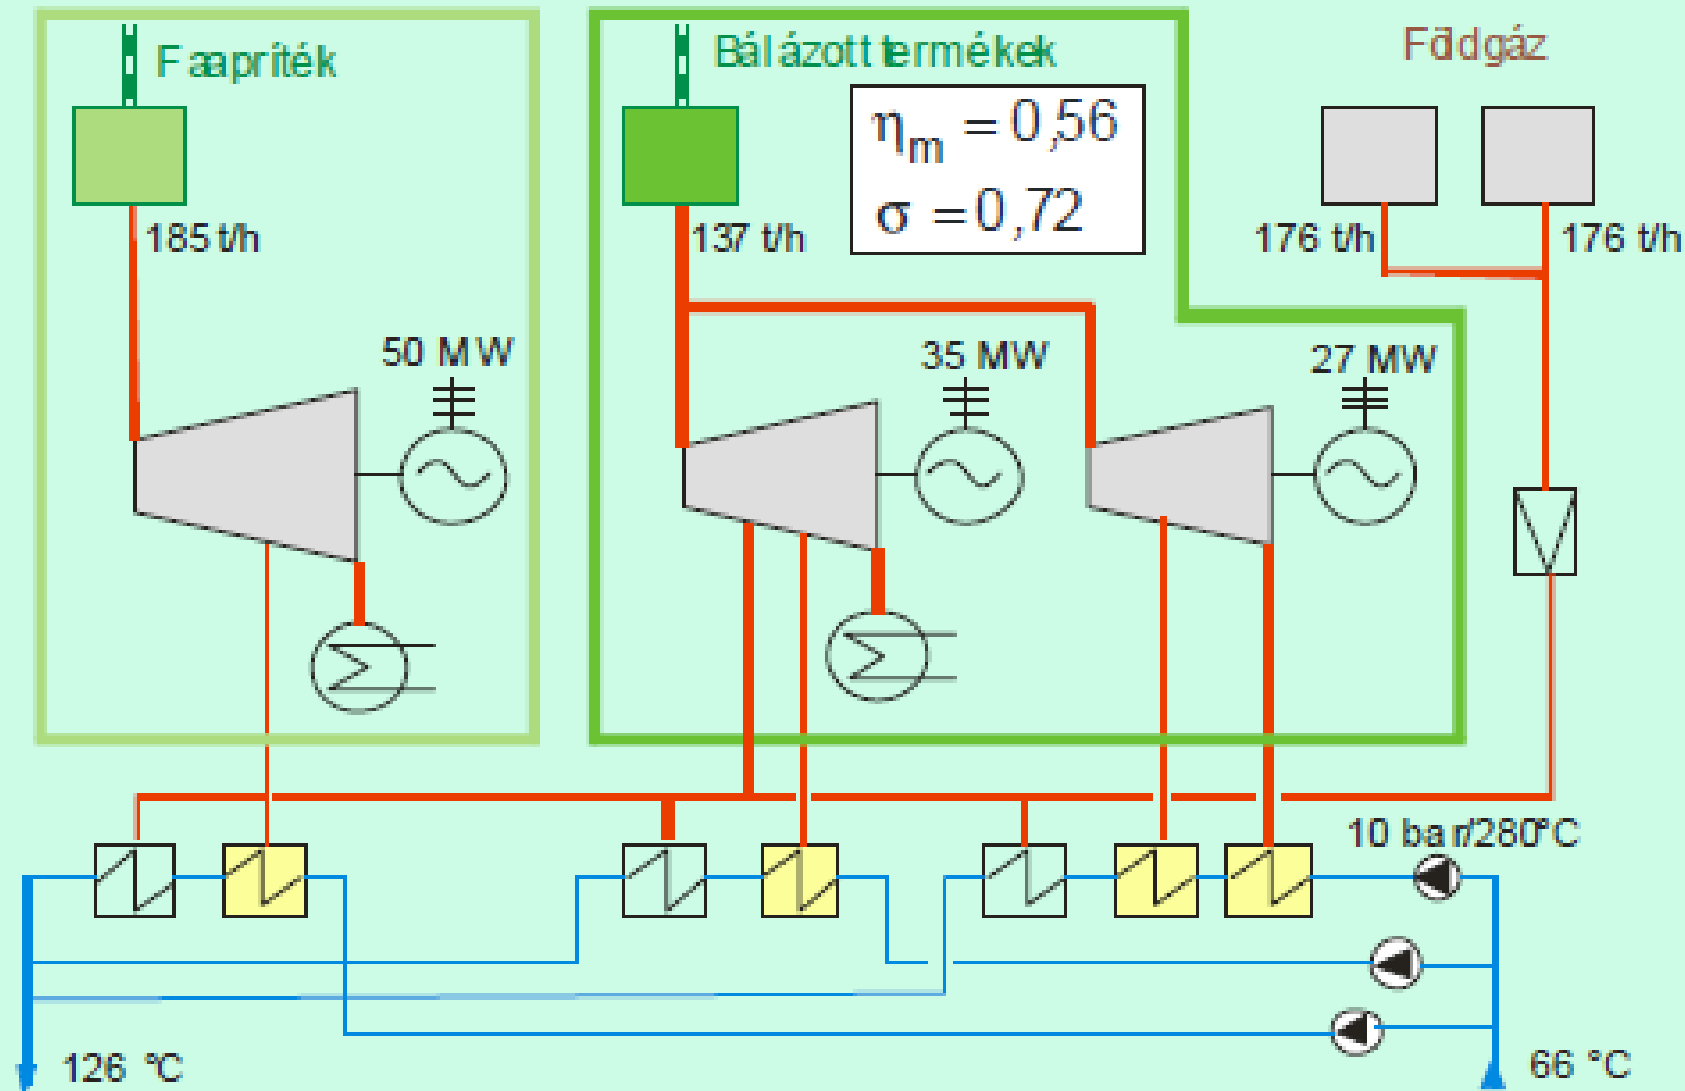 Faapríték
Bálázott termékek
Földgáz
η_m = 0,56
σ = 0,72
185 t/h
137 t/h
176 t/h
176 t/h
50 MW
35 MW
27 MW
10 bar/280°C
126 °C
66 °C